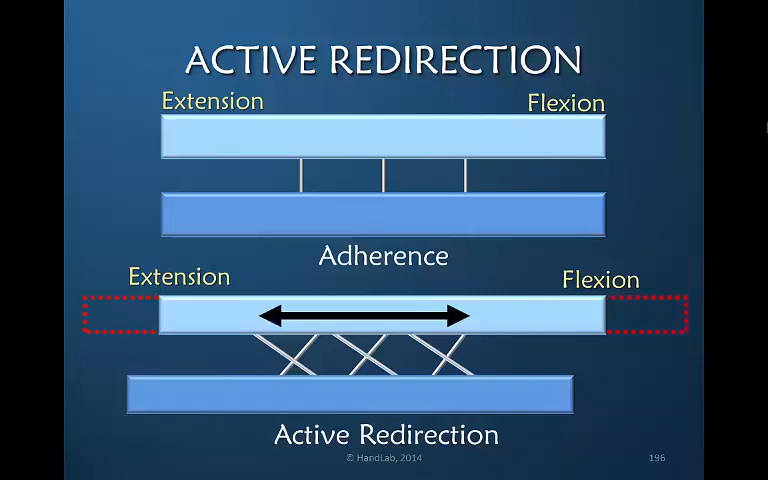 ACTIVE REDIRECTION
Extension Flexion
Adherence
Extension Flexion
Active Redirection
© HandLab, 2014 196